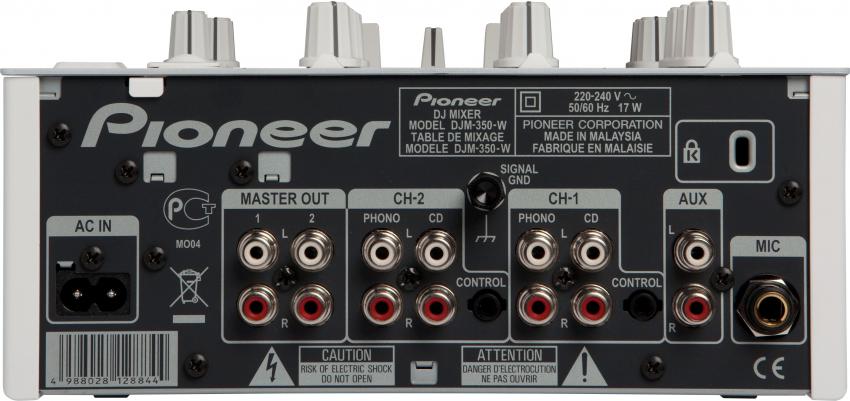 Pioneer
Pioneer
DJ MIXER
MODEL DJM-350-W
TABLE DE MIXAGE
MODELE DJM-350-W
220-240 V ~
50/60 Hz 17 W
PIONEER CORPORATION
MADE IN MALAYSIA
FABRIQUE EN MALAISIE
K
SIGNAL
GND
PCT
MO04
AC IN
MASTER OUT
1 2
L
R
CH-2
PHONO CD
L
R
CONTROL
CH-1
PHONO CD
L
R
CONTROL
AUX
L
R
MIC
CAUTION
RISK OF ELECTRIC SHOCK
DO NOT OPEN
ATTENTION
DANGER D'ELECTROCUTION
NE PAS OUVRIR
CE
4 988028 128844